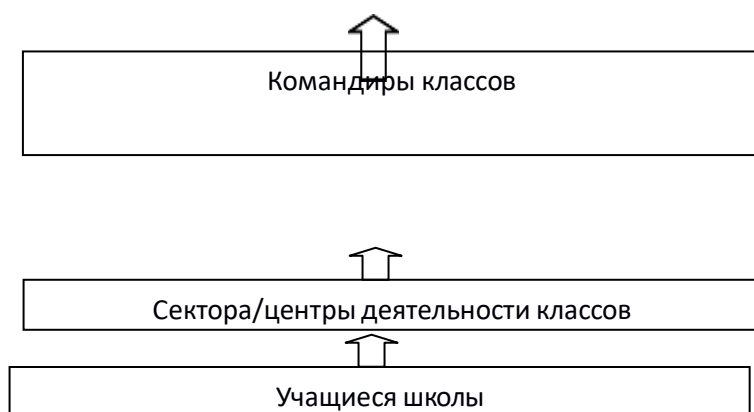 Командиры классов
Сектора/центры деятельности классов
Учащиеся школы